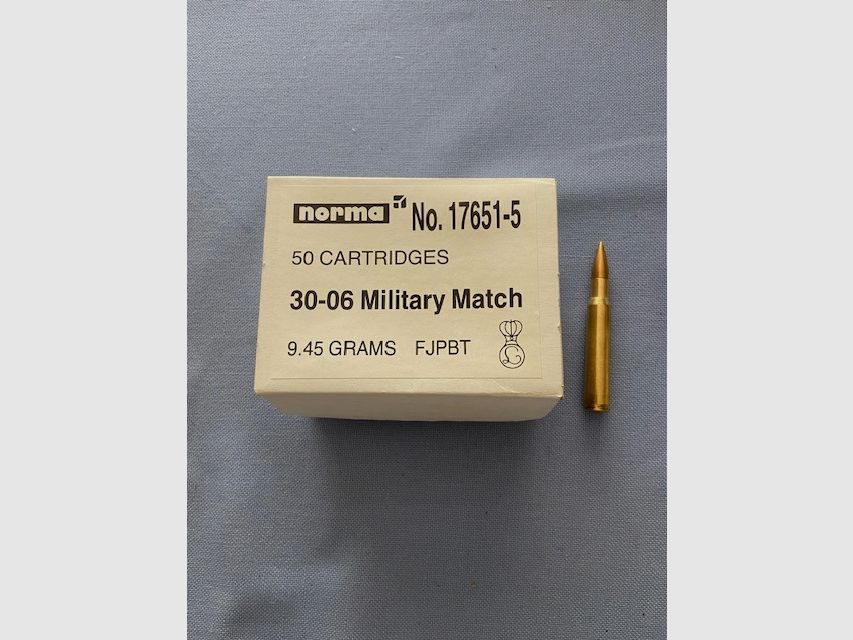 norma No. 17651-5
50 CARTRIDGES
30-06 Military Match
9.45 GRAMS FJPBT